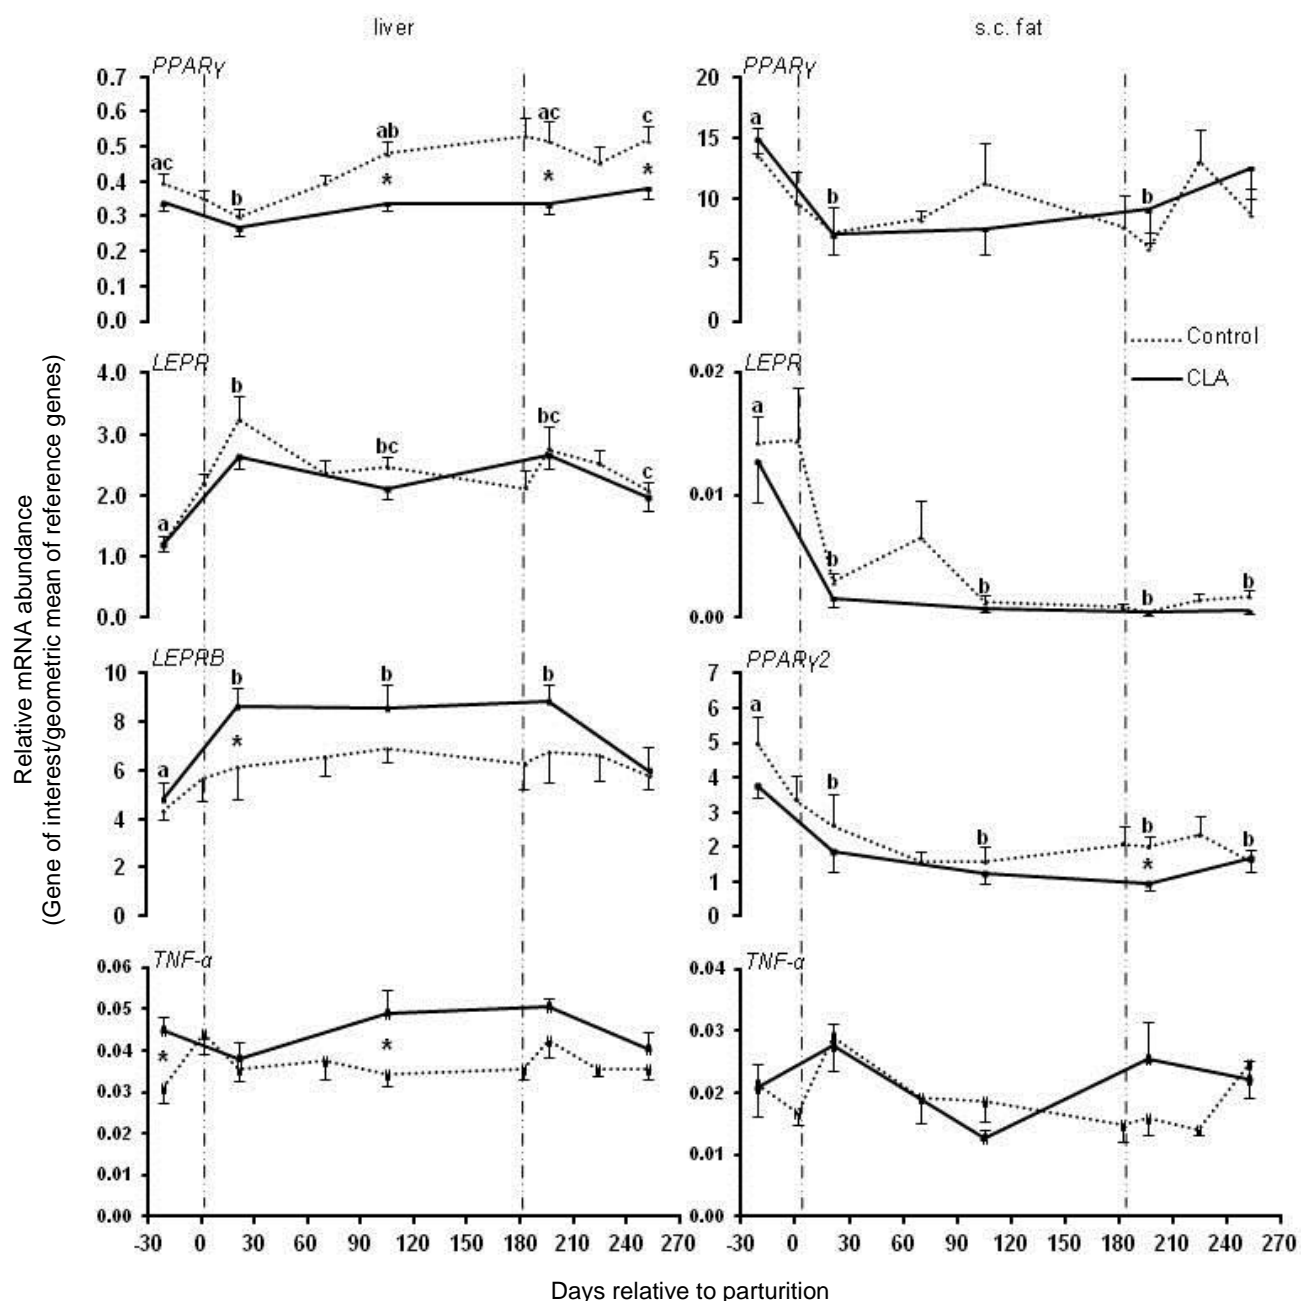 liver
s.c. fat
Relative mRNA abundance
(Gene of interest/geometric mean of reference genes)
PPARγ
0.7
0.6
0.5
0.4
0.3
0.2
0.1
0.0
ac
b
ab
ac
c
*
*
*
PPARγ
20
15
10
5
0
a
b
b
Control
CLA
LEPR
4.0
3.0
2.0
1.0
0.0
a
b
bc
bc
c
LEPR
0.02
0.01
0.00
a
b
b
b
b
LEPRB
10
8
6
4
2
0
a
b
b
b
*
PPARγ2
7
6
5
4
3
2
1
0
a
b
b
b
b
*
TNF-α
0.06
0.05
0.04
0.03
0.02
0.01
0.00
*
*
-30 0 30 60 90 120 150 180 210 240 270
TNF-α
0.04
0.03
0.02
0.01
0.00
-30 0 30 60 90 120 150 180 210 240 270
Days relative to parturition